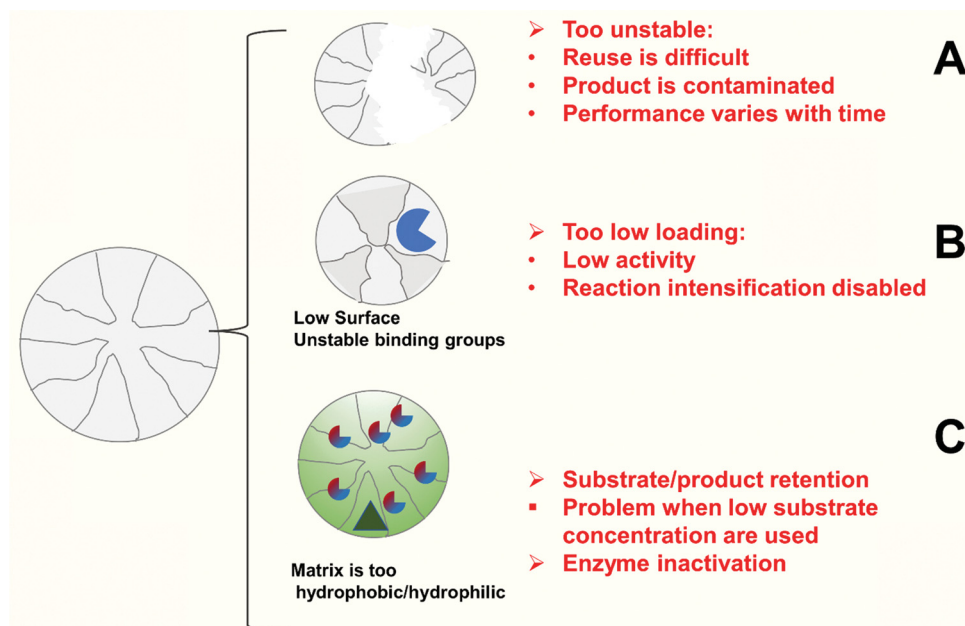 ➢ Too unstable:
• Reuse is difficult
• Product is contaminated
• Performance varies with time
A
➢ Too low loading:
• Low activity
• Reaction intensification disabled
B
Low Surface
Unstable binding groups
C
➢ Substrate/product retention
▪ Problem when low substrate
concentration are used
➢ Enzyme inactivation
Matrix is too
hydrophobic/hydrophilic